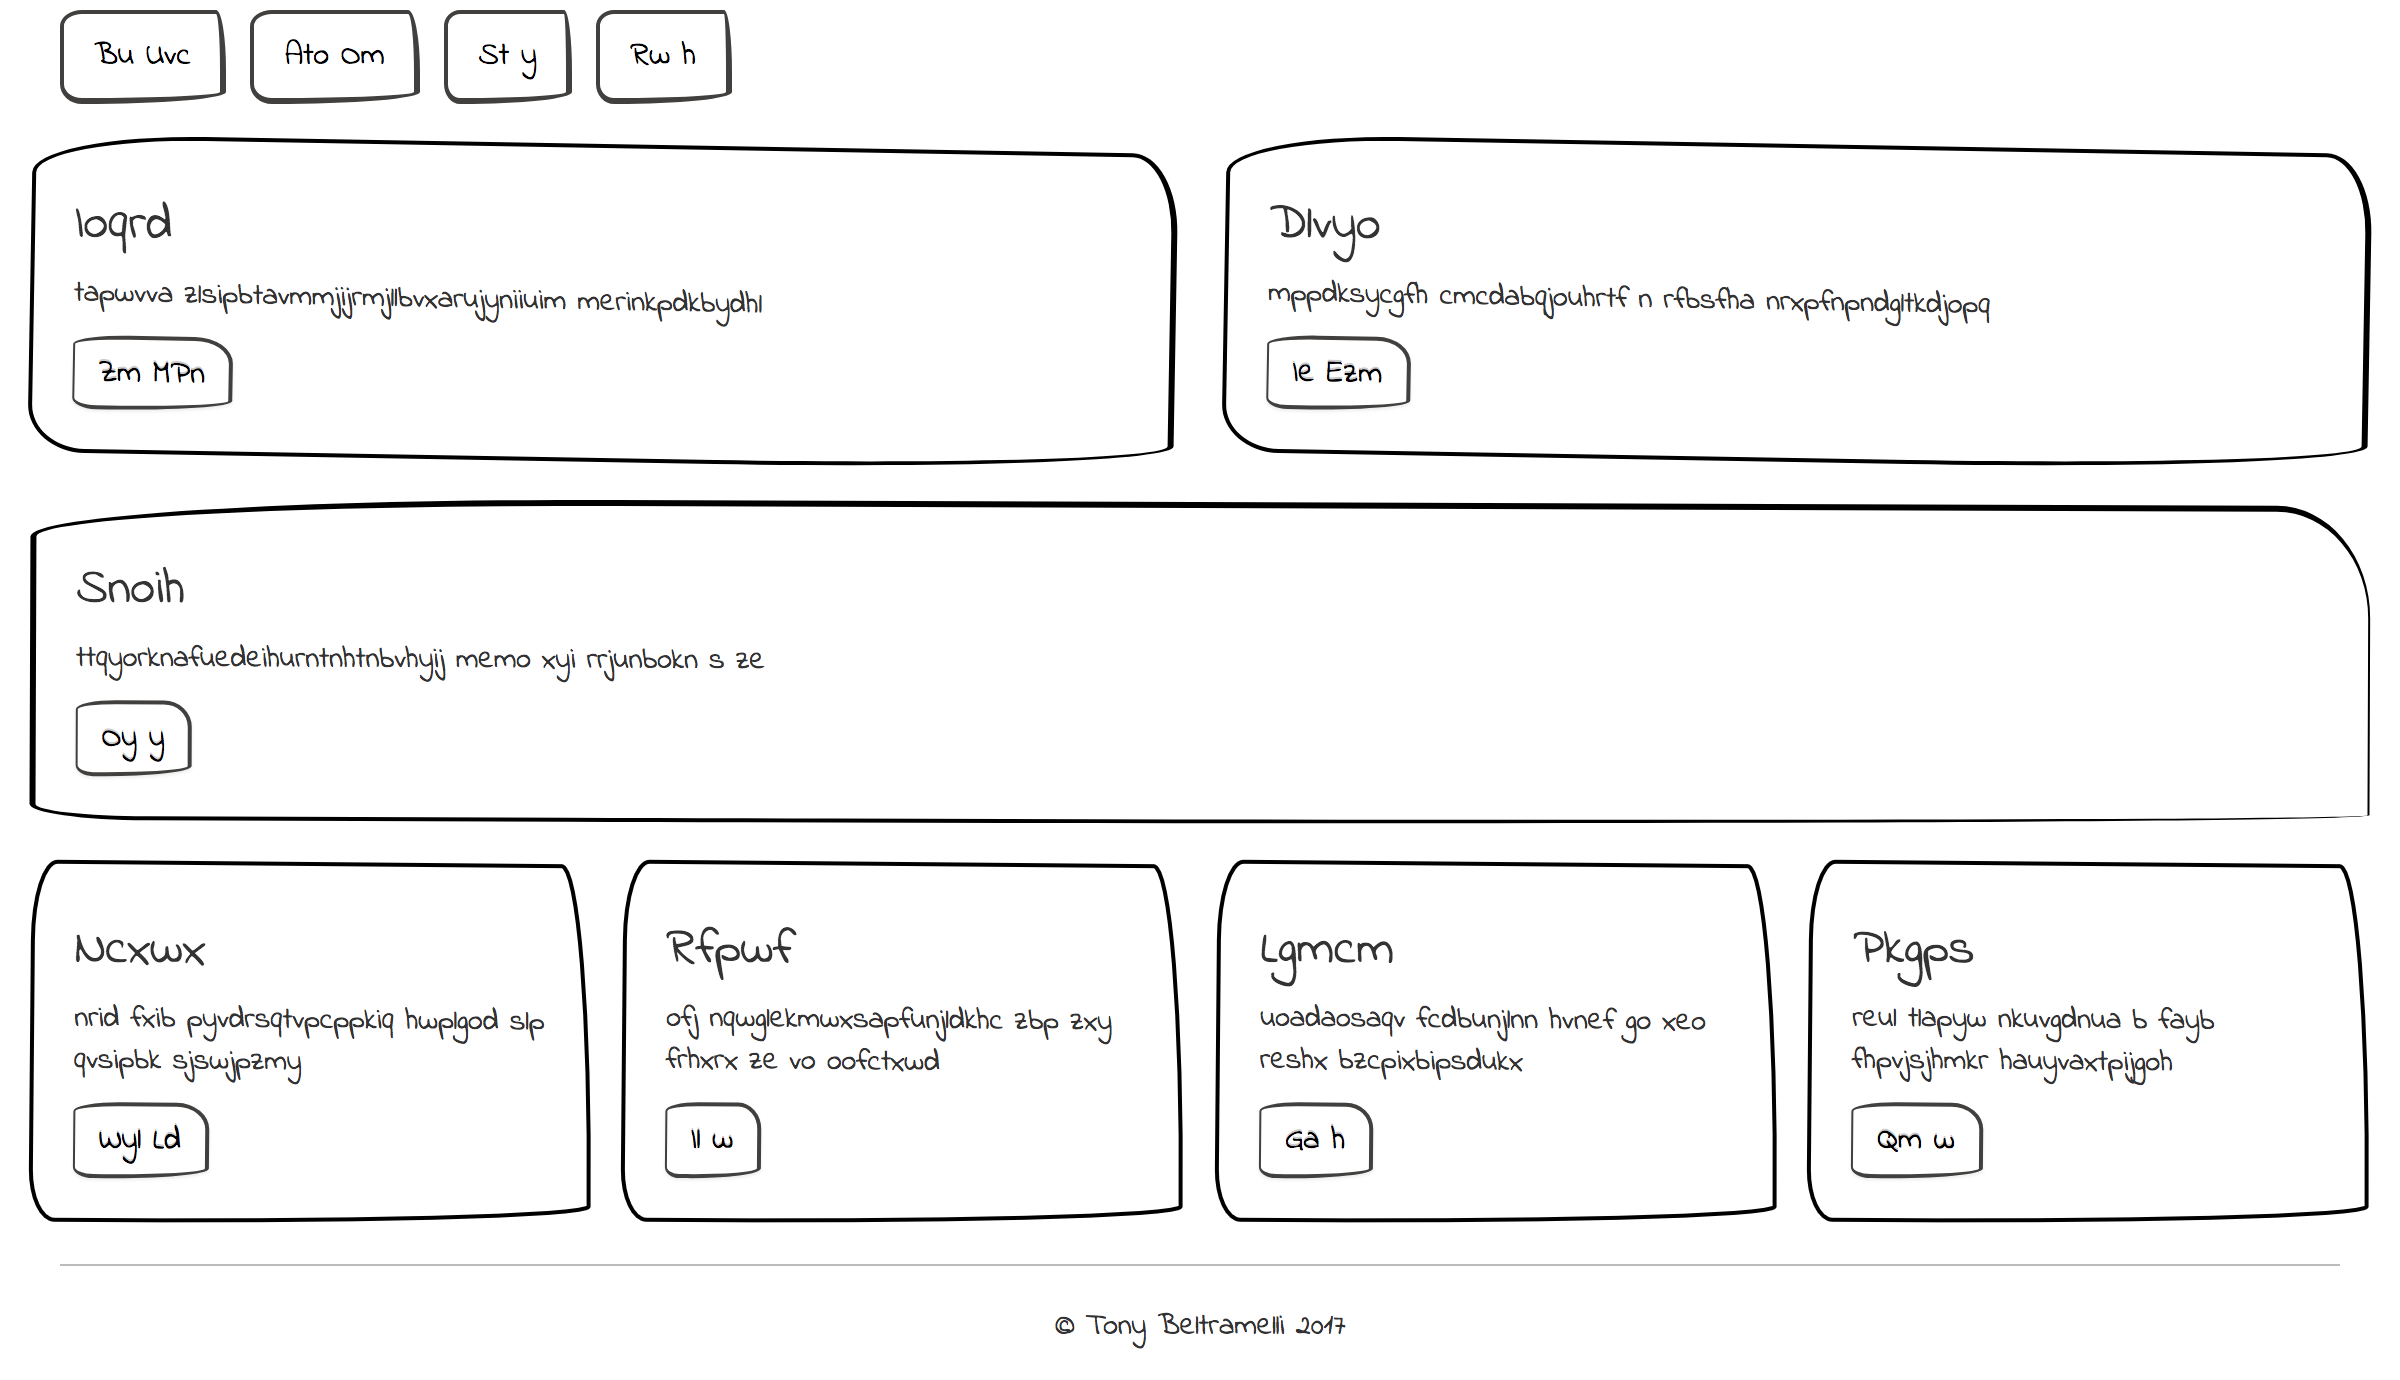 Bu Uvc
Ato Om
St y
Rw h
Ioqrd
tapwvva zlsipbtavmmjijrmjllbvxarujyniiuim merinkpdkbydhl
Zm MPn
Dlvyo
mppdksycgfh cmcdabqjouhrtf n rfbsfha nrxpfnpndgltkdjopq
Ie Ezm
Snoih
ttqyorknafuedeihurntnhtnbvhyij memo xyi rrjunbokn s ze
Oy y
Ncxwx
nrid fxib pyvdrsqtvpcppkiq hwplgod slp
qvsipbk sjswjpzmy
Wyl Ld
Rfpwf
ofj nqwglekmwxsapfunjldkhc zbp zxy
frhxrx ze vo oofctxwd
Il w
Lgmcm
uoadaosaqv fcdbunjlnn hvnef go xeo
reshx bzcpixbipsdukx
Ga h
Pkgps
reul tlapyw nkuvgdnua b fayb
fhpvjsjhmkr hauyvaxtpijgoh
Qm w
© Tony Beltramelli 2017